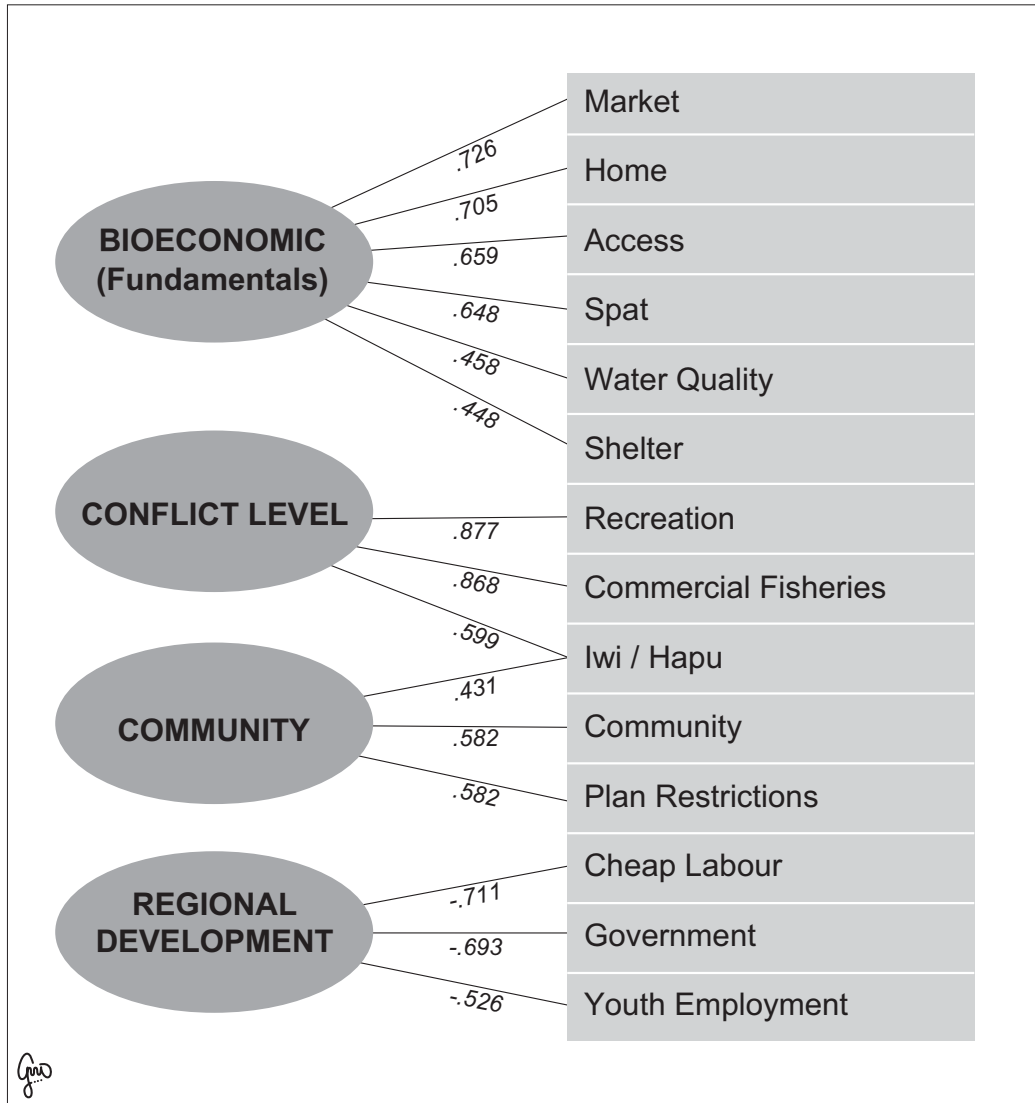 BIOECONOMIC
(Fundamentals)
.726
Market
.705
Home
.659
Access
.648
Spat
.458
Water Quality
.448
Shelter
CONFLICT LEVEL
.877
Recreation
.868
Commercial Fisheries
.599
Iwi / Hapu
COMMUNITY
.431
.582
Community
.582
Plan Restrictions
REGIONAL
DEVELOPMENT
-.711
Cheap Labour
-.693
Government
-.526
Youth Employment